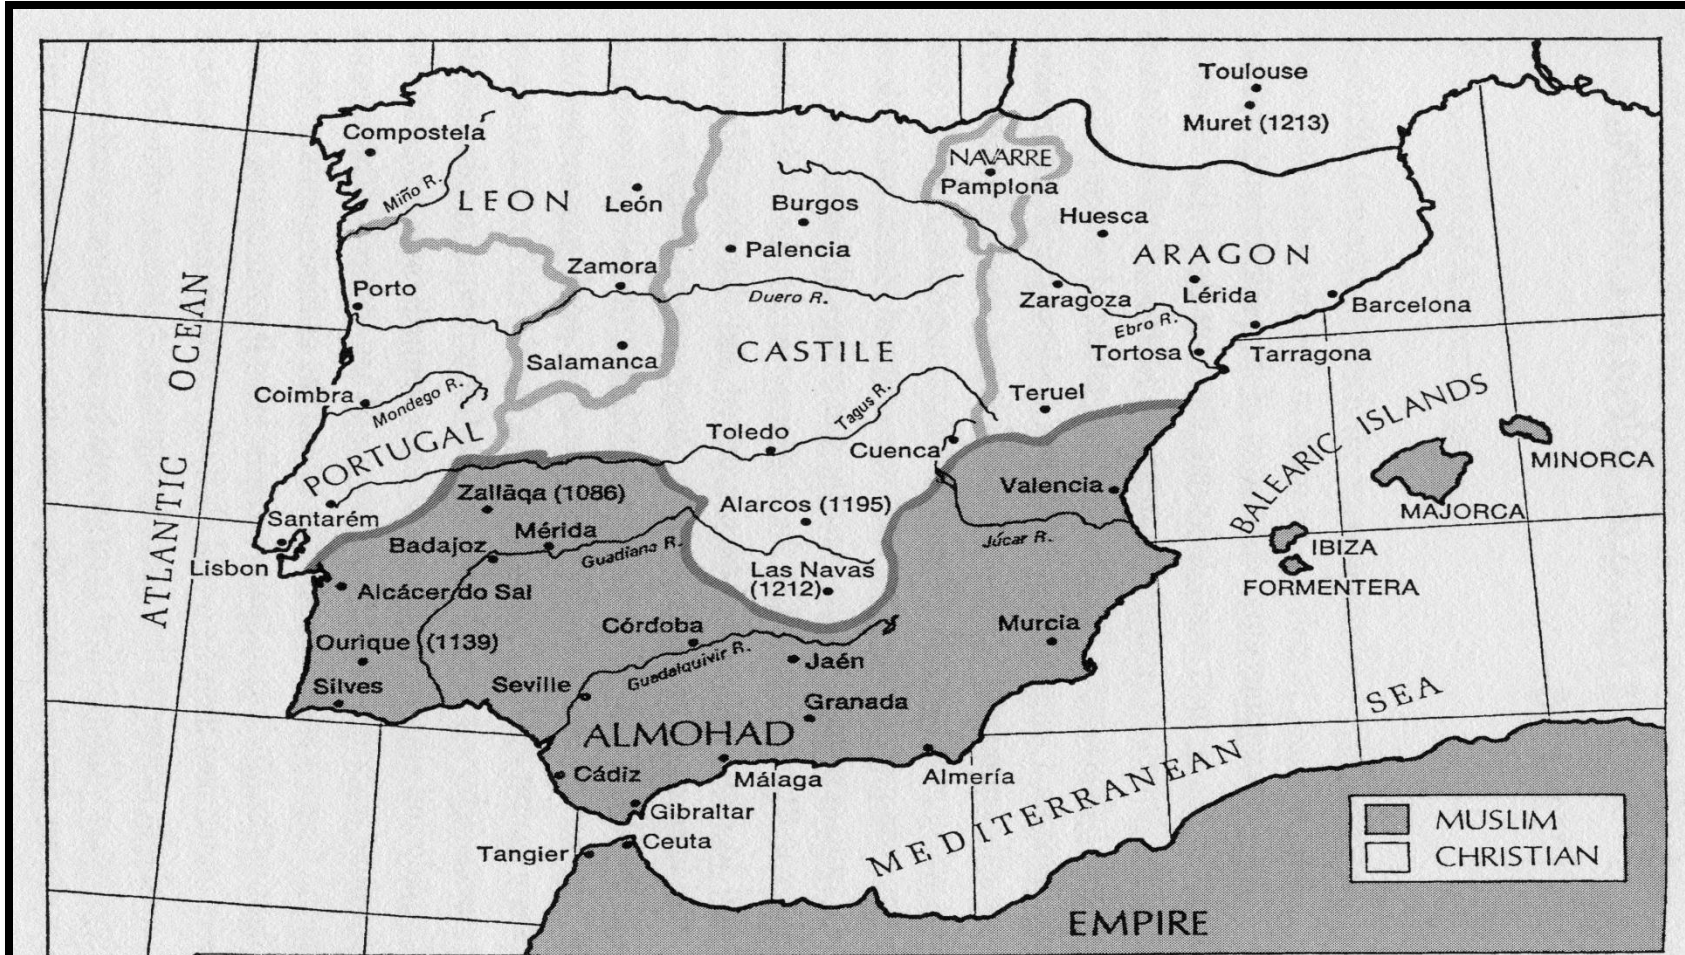 Toulouse
Muret (1213)
Compostela
NAVARRE
Pamplona
Miño R.
LEON
León
Burgos
Huesca
Palencia
ARAGON
Zamora
Porto
Duero R.
Zaragoza
Lérida
Barcelona
Ebro R.
Salamanca
CASTILE
Tortosa
Tarragona
ATLANTIC OCEAN
Coimbra
Mondego R.
Tagus R.
Teruel
BALEARIC ISLANDS
PORTUGAL
Toledo
Cuenca
MINORCA
Zallāqa (1086)
Alarcos (1195)
Valencia
MAJORCA
Santarém
Mérida
Badajoz
Guadiana R.
Júcar R.
IBIZA
Lisbon
Las Navas
(1212)
FORMENTERA
Alcácer do Sal
Córdoba
Murcia
Ourique (1139)
Guadalquivir R.
Jaén
Silves
Seville
Granada
MEDITERRANEAN SEA
ALMOHAD
Cádiz
Málaga
Almería
Gibraltar
Ceuta
Tangier
MUSLIM
CHRISTIAN
EMPIRE